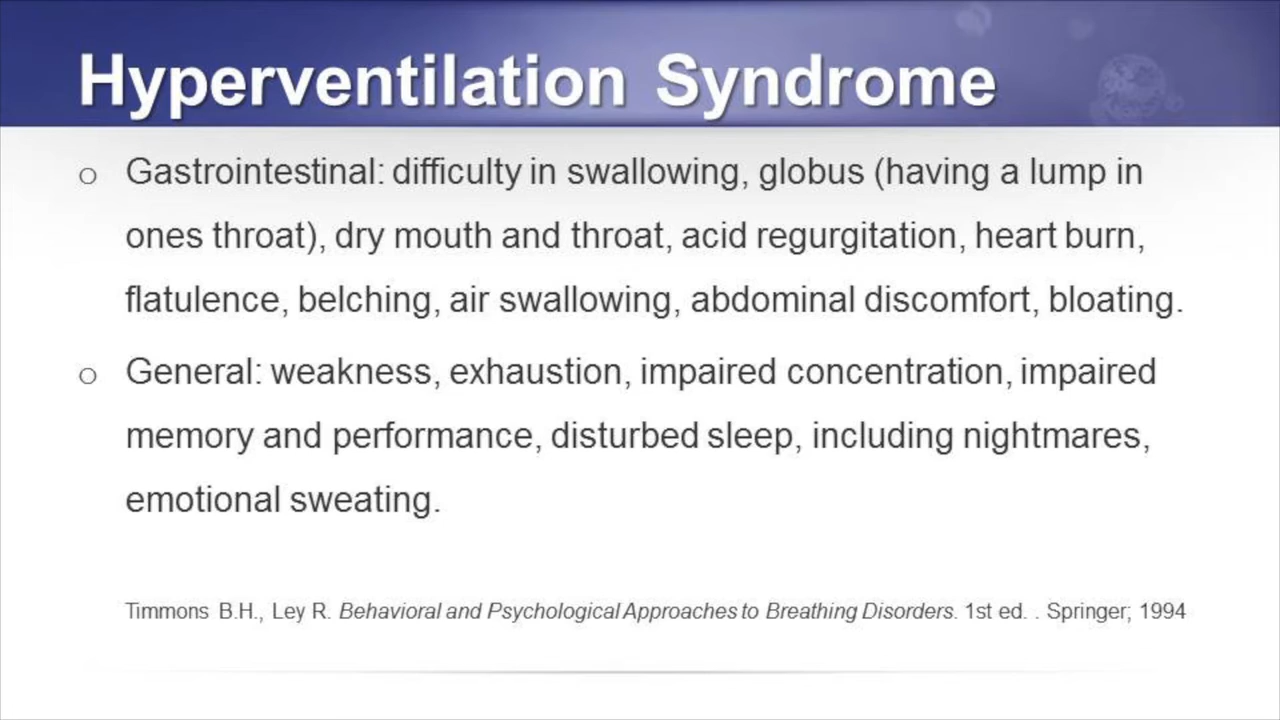 Hyperventilation Syndrome
o Gastrointestinal: difficulty in swallowing, globus (having a lump in
ones throat), dry mouth and throat, acid regurgitation, heart burn,
flatulence, belching, air swallowing, abdominal discomfort, bloating.
o General: weakness, exhaustion, impaired concentration, impaired
memory and performance, disturbed sleep, including nightmares,
emotional sweating.
Timmons B.H., Ley R. Behavioral and Psychological Approaches to Breathing Disorders. 1st ed. . Springer; 1994